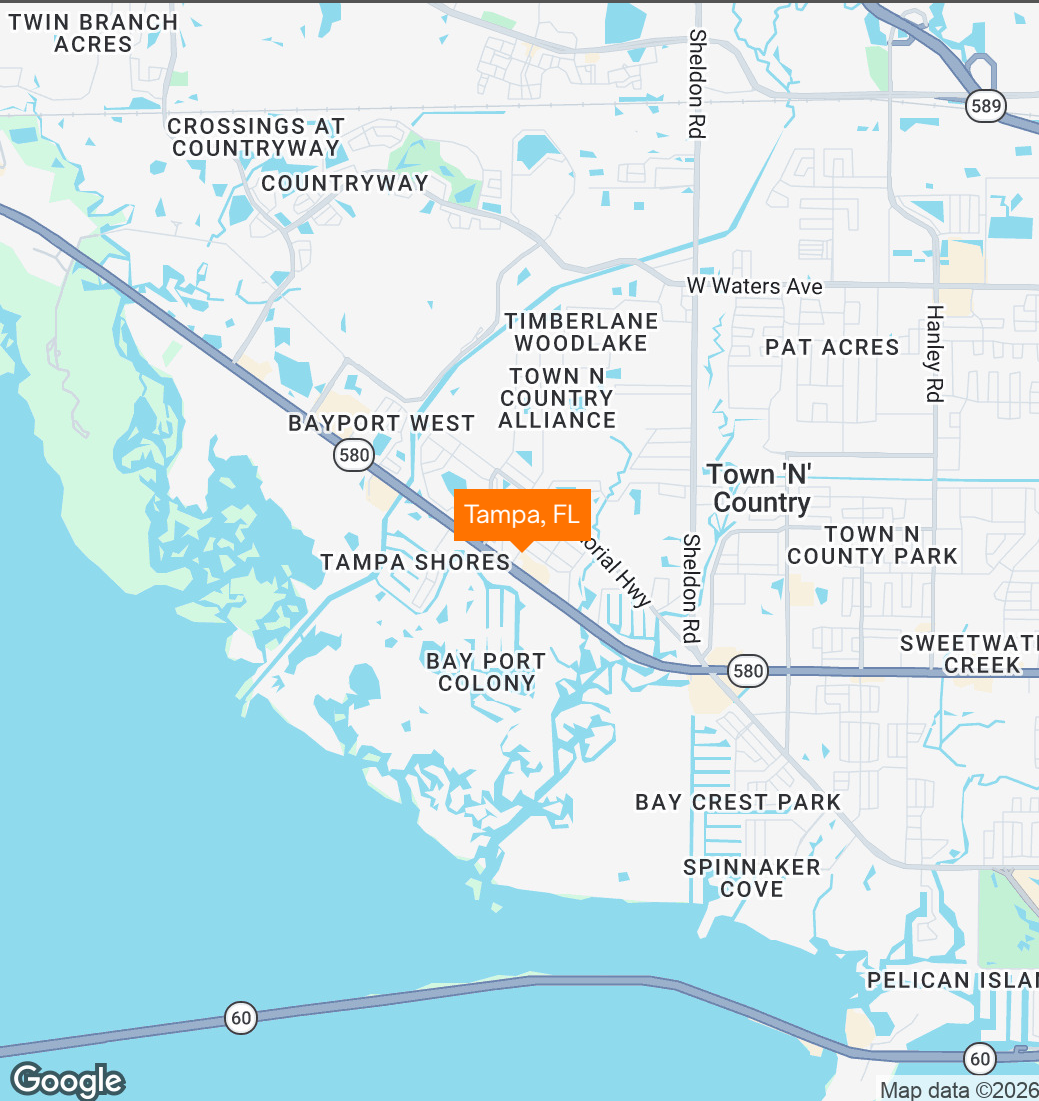 TWIN BRANCH
ACRES
Sheldon Rd
589
CROSSINGS AT
COUNTRYWAY
COUNTRYWAY
W Waters Ave
TIMBERLANE
WOODLAKE
Hanley Rd
PAT ACRES
TOWN N
COUNTRY
ALLIANCE
BAYPORT WEST
580
Town 'N'
Country
Tampa, FL
TOWN N
COUNTY PARK
TAMPA SHORES
orial Hwy
Sheldon Rd
SWEETWAT
CREEK
BAY PORT
COLONY
580
BAY CREST PARK
SPINNAKER
COVE
PELICAN ISLA
60
60
Google
Map data ©2026